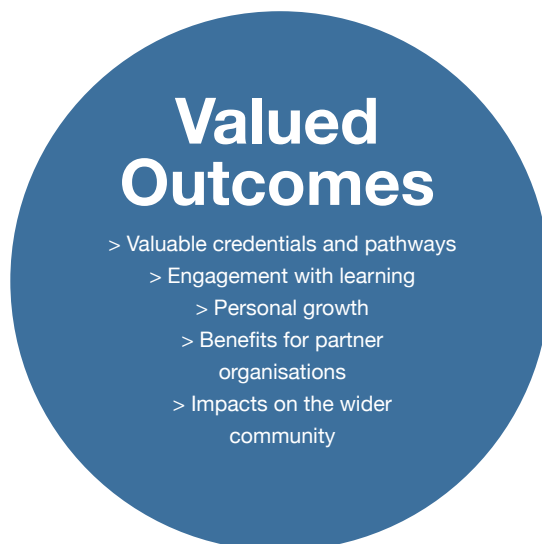 Valued
Outcomes
> Valuable credentials and pathways
> Engagement with learning
> Personal growth
> Benefits for partner
organisations
> Impacts on the wider
community